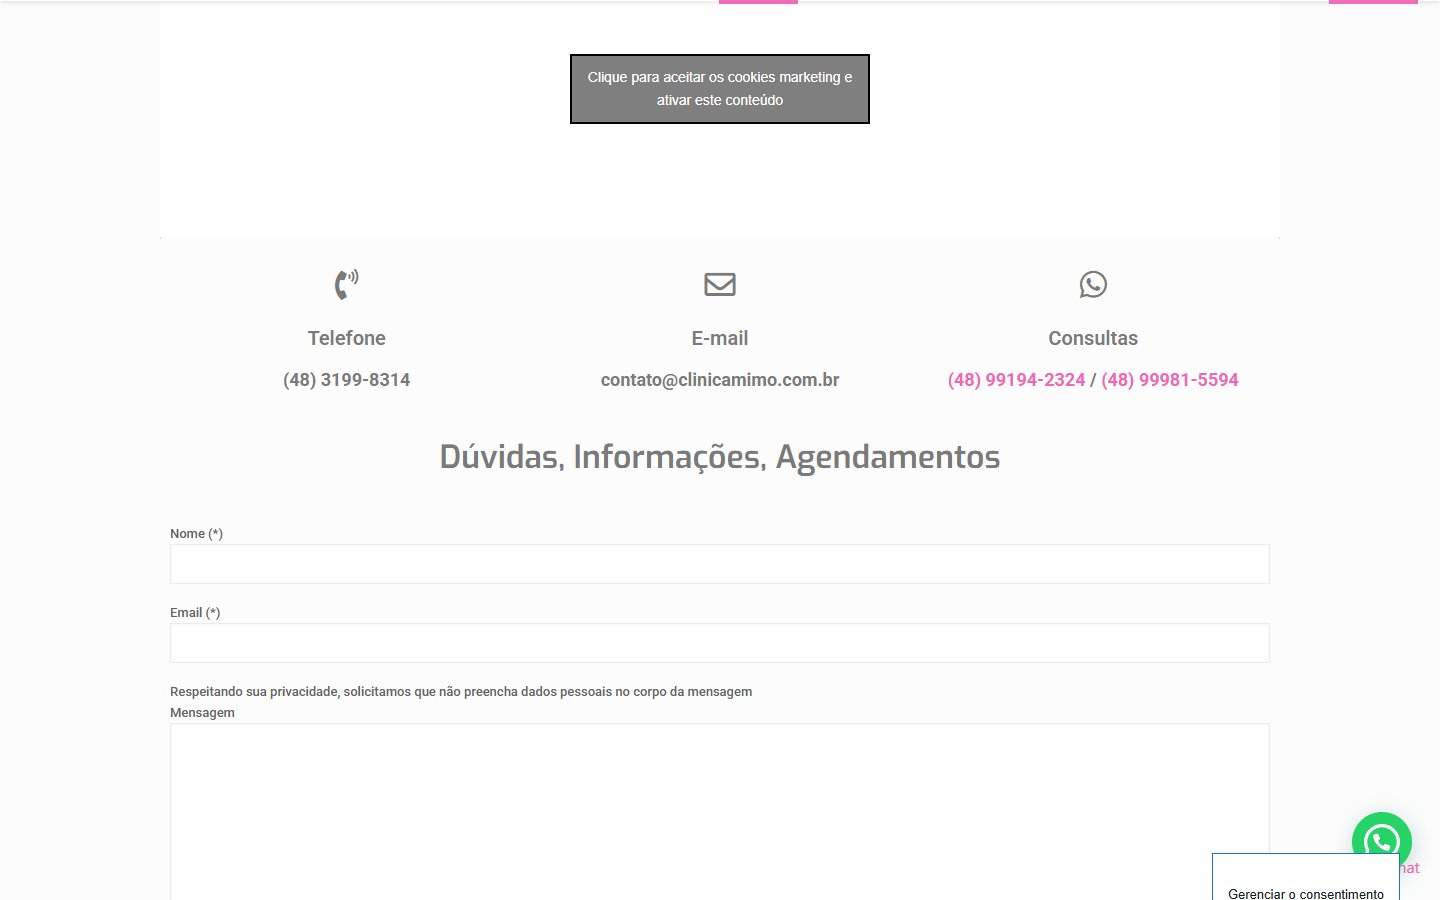 Clique para aceitar os cookies marketing e
ativar este conteúdo
Telefone
(48) 3199-8314
E-mail
contato@clinicamimo.com.br
Consultas
(48) 99194-2324 / (48) 99981-5594
Dúvidas, Informações, Agendamentos
Nome (*)
Email (*)
Respeitando sua privacidade, solicitamos que não preencha dados pessoais no corpo da mensagem
Mensagem
Gerenciar o consentimento